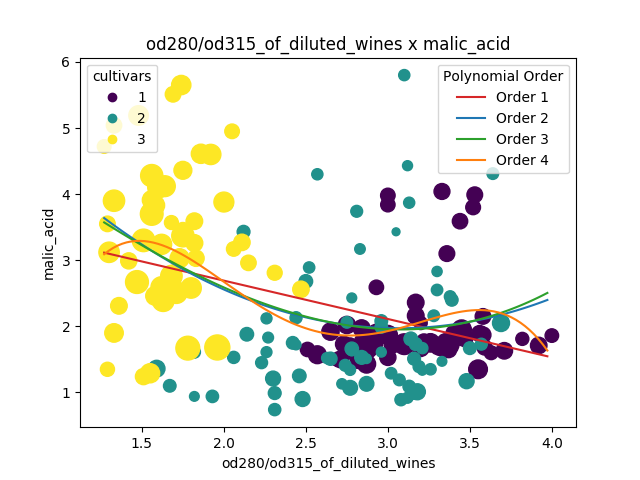 od280/od315_of_diluted_wines x malic_acid
cultivars
1
2
3
Polynomial Order
Order 1
Order 2
Order 3
Order 4
6
5
4
3
2
1
malic_acid
1.5 2.0 2.5 3.0 3.5 4.0
od280/od315_of_diluted_wines